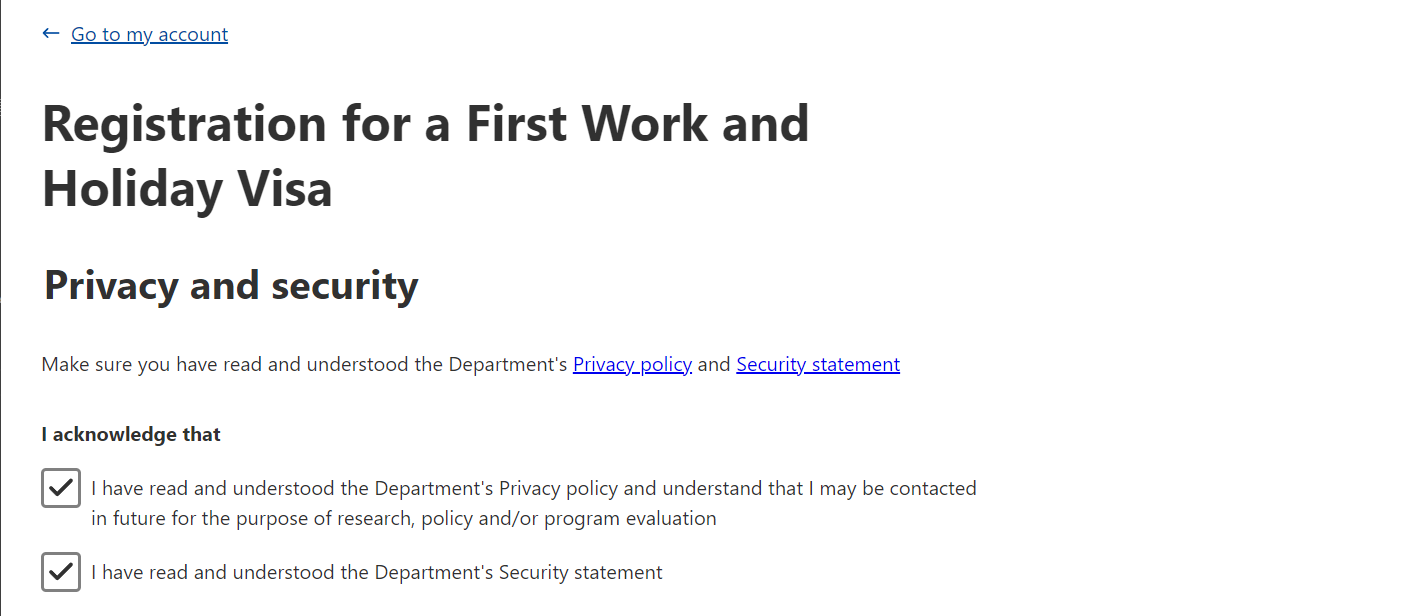 ← Go to my account
Registration for a First Work and
Holiday Visa
Privacy and security
Make sure you have read and understood the Department's Privacy policy and Security statement
I acknowledge that
I have read and understood the Department's Privacy policy and understand that I may be contacted
in future for the purpose of research, policy and/or program evaluation
I have read and understood the Department's Security statement